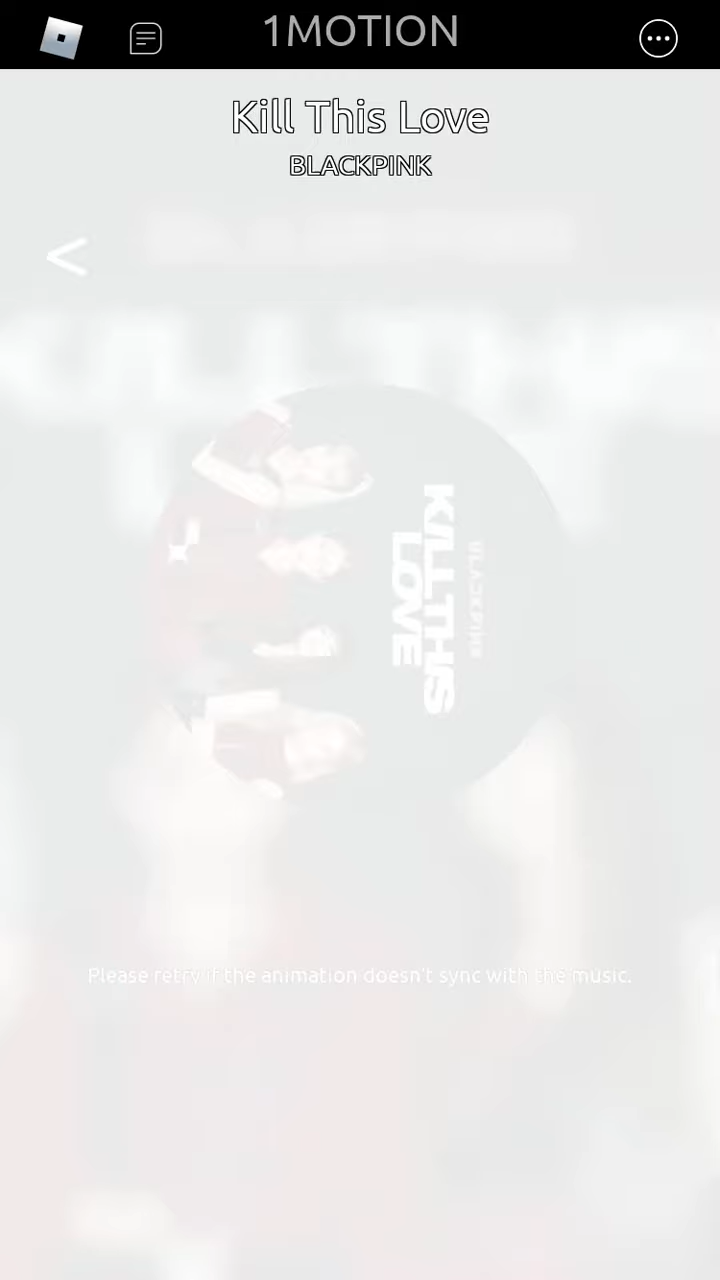 1MOTION
Kill This Love
BLACKPINK
BLACKPINK
KILL THIS
LOVE
Please retry if the animation doesn't sync with the music.